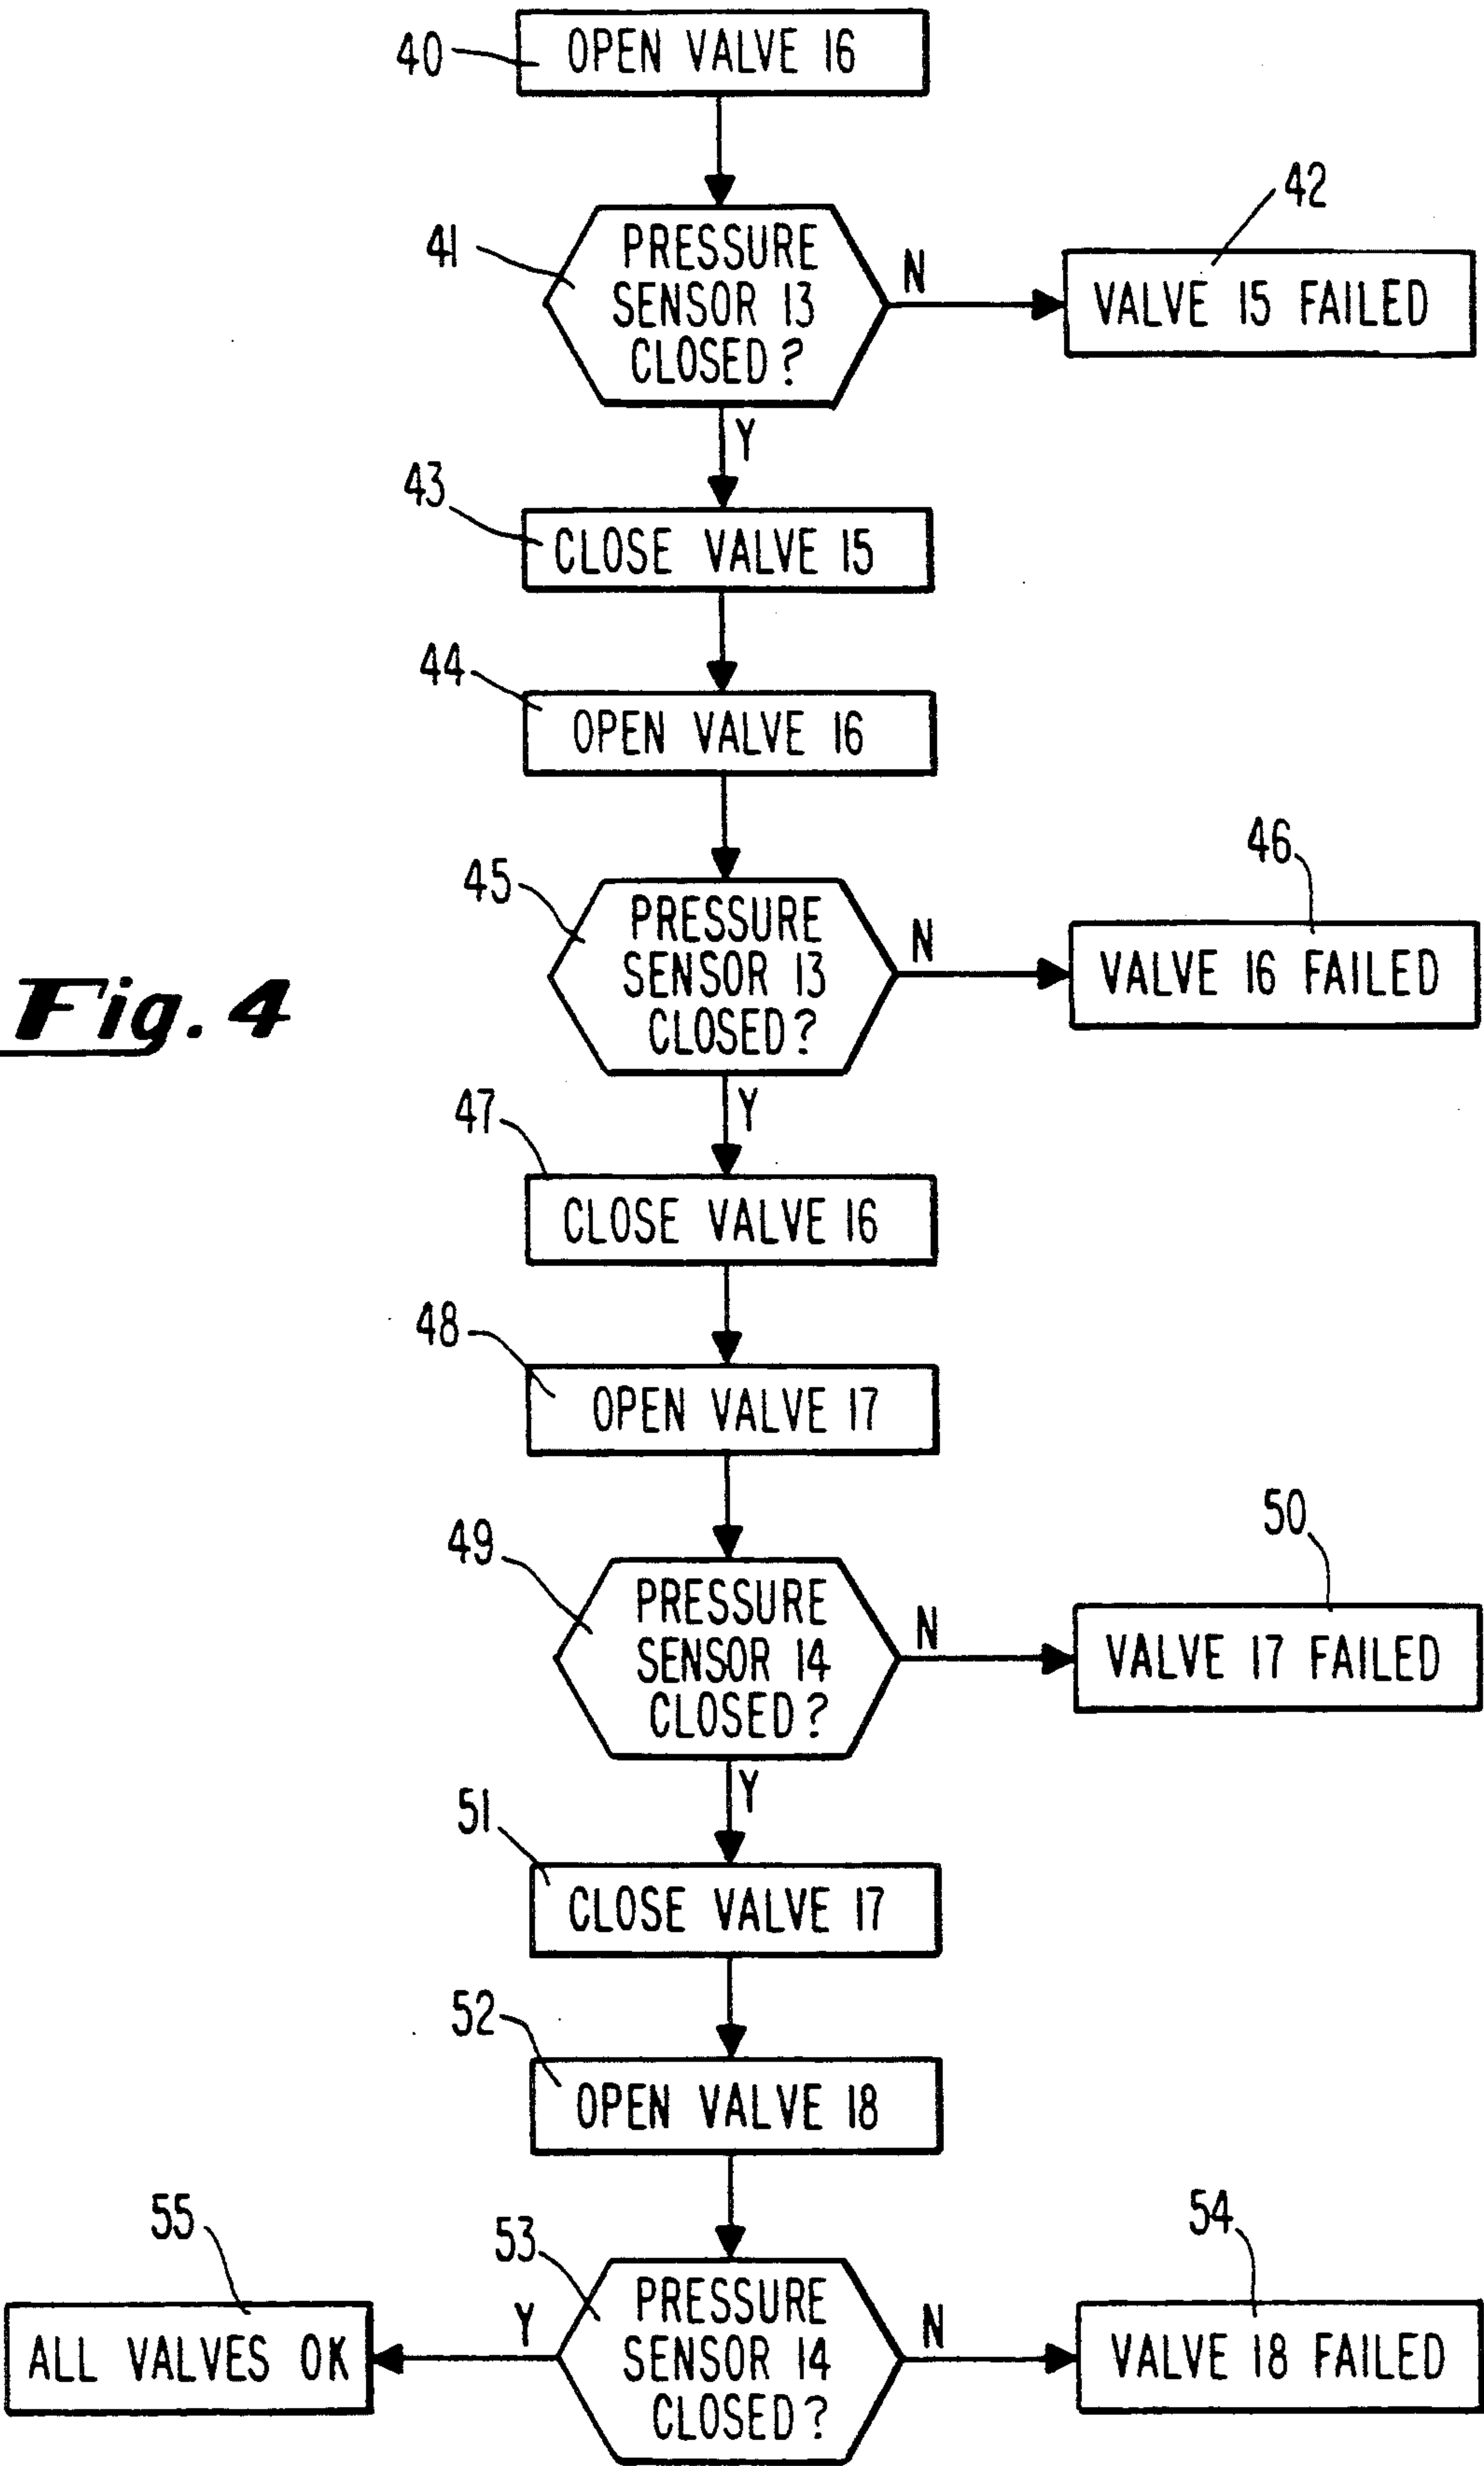 40
OPEN VALVE 16
41
PRESSURE
SENSOR 13
CLOSED?
N
42
VALVE 15 FAILED
Y
43
CLOSE VALVE 15
44
OPEN VALVE 16
45
PRESSURE
SENSOR 13
CLOSED?
N
46
VALVE 16 FAILED
Fig. 4
Y
47
CLOSE VALVE 16
48
OPEN VALVE 17
49
PRESSURE
SENSOR 14
CLOSED?
N
50
VALVE 17 FAILED
Y
51
CLOSE VALVE 17
52
OPEN VALVE 18
53
PRESSURE
SENSOR 14
CLOSED?
N
54
VALVE 18 FAILED
Y
55
ALL VALVES OK